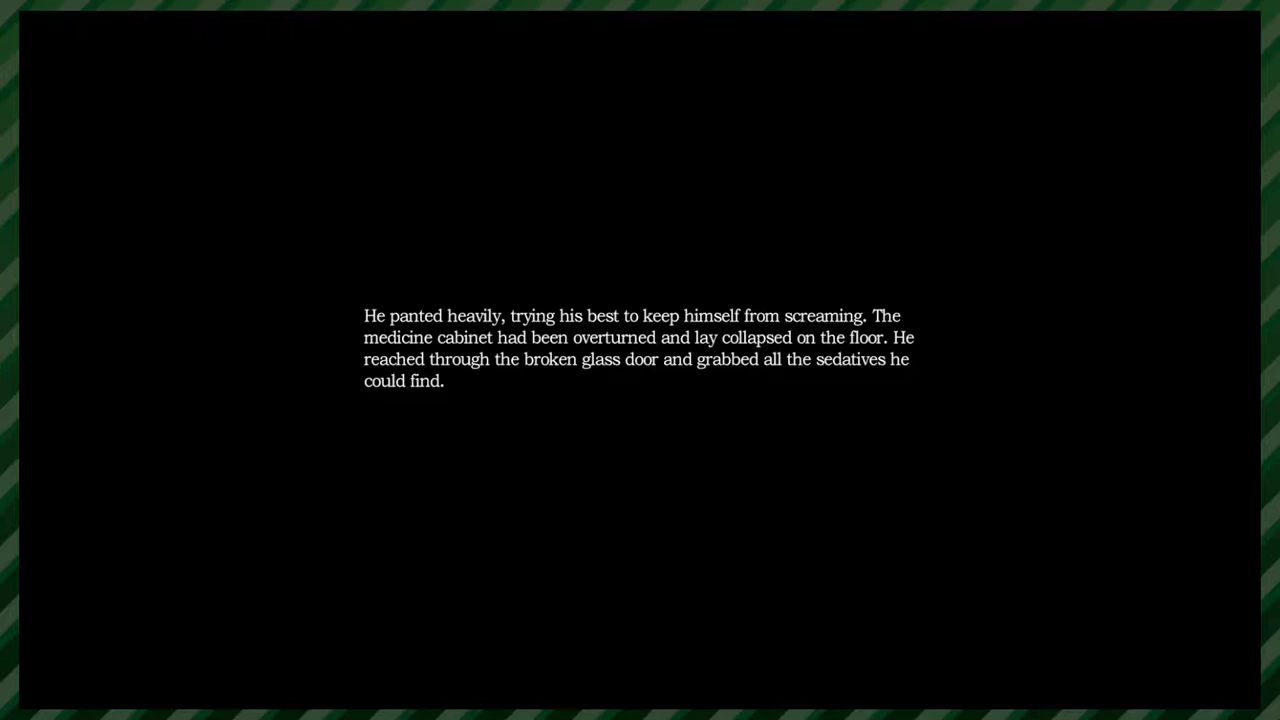 He panted heavily, trying his best to keep himself from screaming. The
medicine cabinet had been overturned and lay collapsed on the floor. He
reached through the broken glass door and grabbed all the sedatives he
could find.